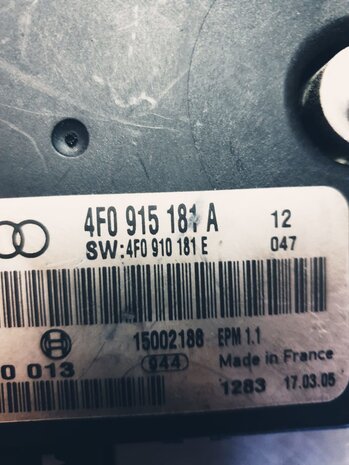 4F0 915 181 A 12
SW:4F0 910 181 E 047
15002188 EPM 1.1
0 013 944 Made in France
1283 17.03.05